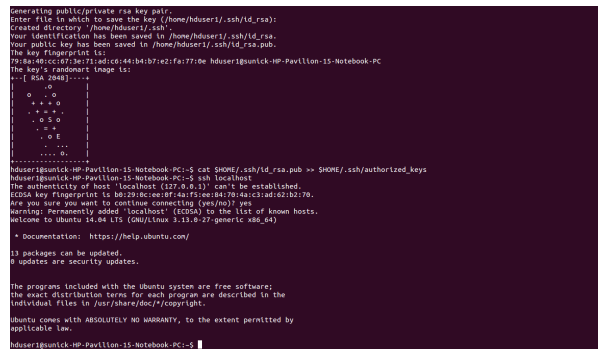 Generating public/private rsa key pair.
Enter file in which to save the key (/home/hduser1/.ssh/id_rsa):
Created directory '/home/hduser1/.ssh'.
Your identification has been saved in /home/hduser1/.ssh/id_rsa.
Your public key has been saved in /home/hduser1/.ssh/id_rsa.pub.
The key fingerprint is:
79:8a:40:cc:67:3e:71:ad:c6:44:b4:b7:e2:fa:77:0e hduser1@sunick-HP-Pavilion-15-Notebook-PC
The key's randomart image is:
+--[ RSA 2048]----+
|       .o        |
|   o  . o        |
|    + + + o      |
|   . + = + .     |
|    . o S o      |
|     . = +       |
|      . o E      |
|       .  ...    |
|       .... o.   |
+-----------------+
hduser1@sunick-HP-Pavilion-15-Notebook-PC:~$ cat $HOME/.ssh/id_rsa.pub >> $HOME/.ssh/authorized_keys
hduser1@sunick-HP-Pavilion-15-Notebook-PC:~$ ssh localhost
The authenticity of host 'localhost (127.0.0.1)' can't be established.
ECDSA key fingerprint is b0:29:0c:ee:0f:4a:f5:ee:84:70:4a:c3:ad:62:b2:70.
Are you sure you want to continue connecting (yes/no)? yes
Warning: Permanently added 'localhost' (ECDSA) to the list of known hosts.
Welcome to Ubuntu 14.04 LTS (GNU/Linux 3.13.0-27-generic x86_64)
 * Documentation:  https://help.ubuntu.com/
13 packages can be updated.
0 updates are security updates.
The programs included with the Ubuntu system are free software;
the exact distribution terms for each program are described in the
individual files in /usr/share/doc/*/copyright.
Ubuntu comes with ABSOLUTELY NO WARRANTY, to the extent permitted by
applicable law.
hduser1@sunick-HP-Pavilion-15-Notebook-PC:~$